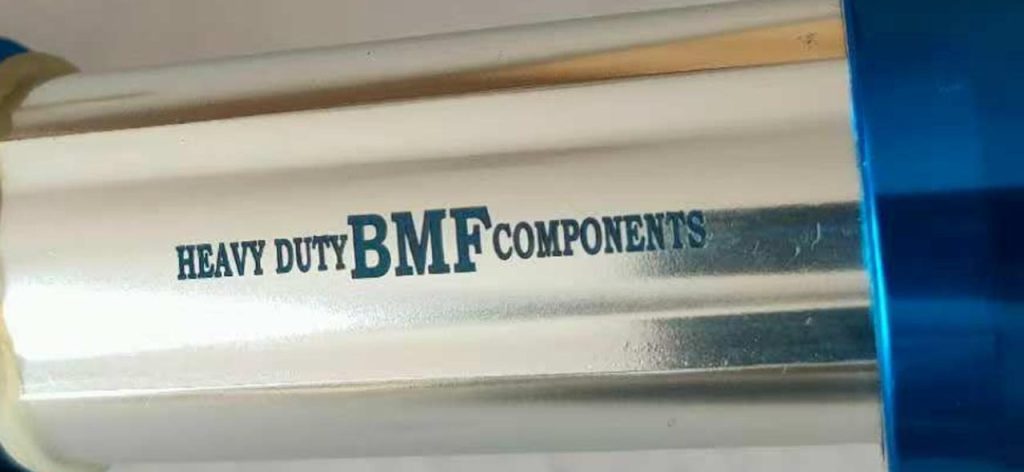 HEAVY DUTY BMF COMPONENTS